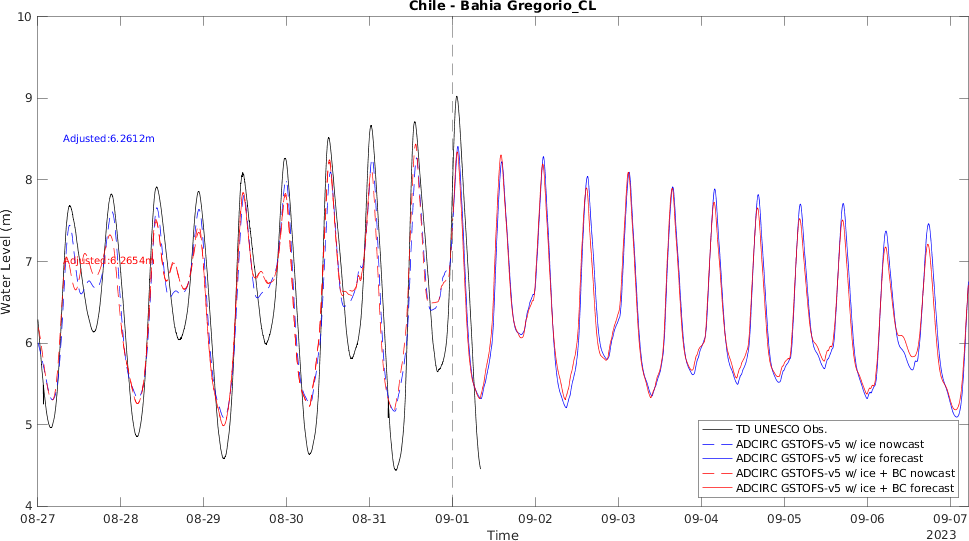 Chile - Bahia Gregorio_CL
10
9
8
7
6
5
4
Water Level (m)
Adjusted:6.2612m
Adjusted:6.2654m
TD UNESCO Obs.
ADCIRC GSTOFS-v5 w/ ice nowcast
ADCIRC GSTOFS-v5 w/ ice forecast
ADCIRC GSTOFS-v5 w/ ice + BC nowcast
ADCIRC GSTOFS-v5 w/ ice + BC forecast
08-27 08-28 08-29 08-30 08-31 09-01 09-02 09-03 09-04 09-05 09-06 09-07
Time
2023